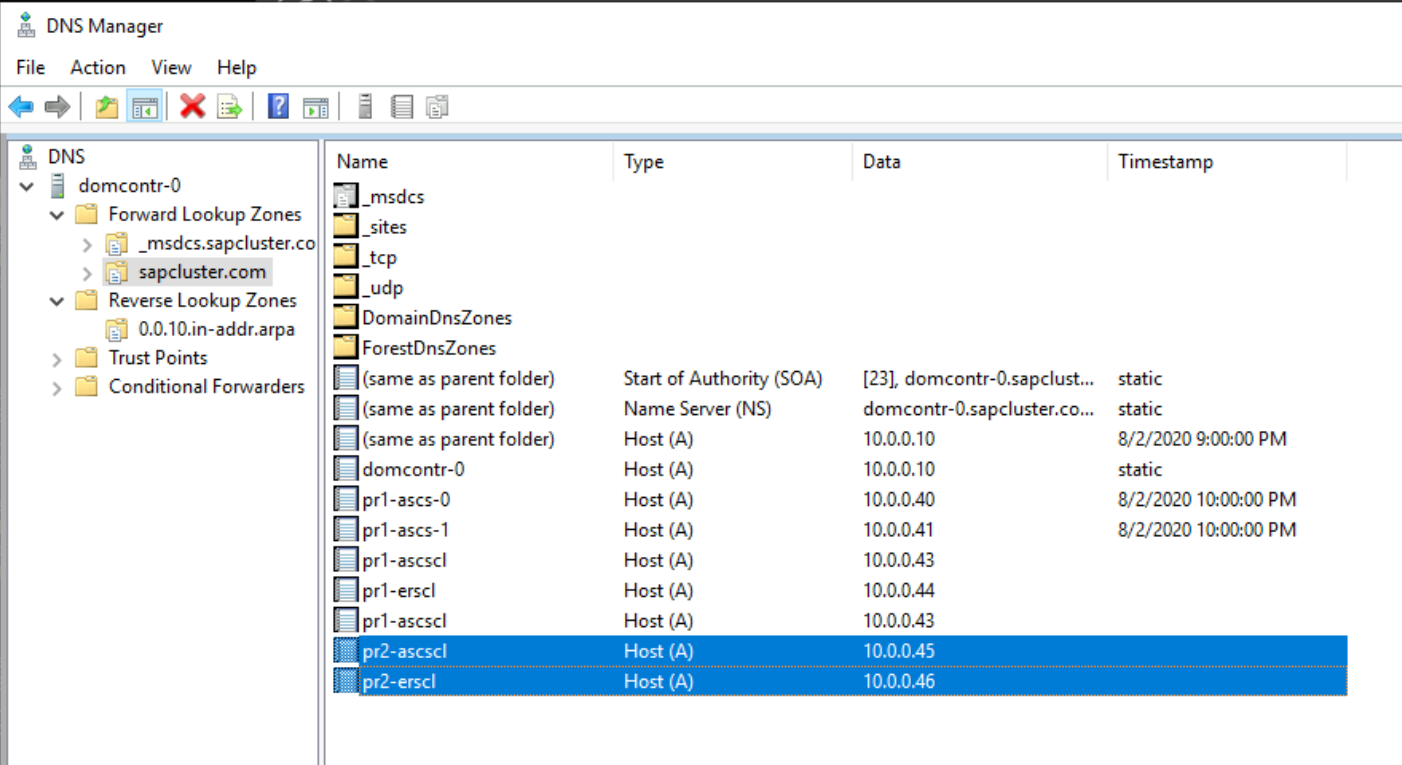 DNS Manager
File Action View Help
DNS
domcontr-0
Forward Lookup Zones
_msdcs.sapcluster.co
sapcluster.com
Reverse Lookup Zones
0.0.10.in-addr.arpa
Trust Points
Conditional Forwarders
Name Type Data Timestamp
_msdcs
_sites
_tcp
_udp
DomainDnsZones
ForestDnsZones
(same as parent folder) Start of Authority (SOA) [23], domcontr-0.sapclust... static
(same as parent folder) Name Server (NS) domcontr-0.sapcluster.co... static
(same as parent folder) Host (A) 10.0.0.10 8/2/2020 9:00:00 PM
domcontr-0 Host (A) 10.0.0.10 static
pr1-ascs-0 Host (A) 10.0.0.40 8/2/2020 10:00:00 PM
pr1-ascs-1 Host (A) 10.0.0.41 8/2/2020 10:00:00 PM
pr1-ascscl Host (A) 10.0.0.43
pr1-erscl Host (A) 10.0.0.44
pr1-ascscl Host (A) 10.0.0.43
pr2-ascscl Host (A) 10.0.0.45
pr2-erscl Host (A) 10.0.0.46